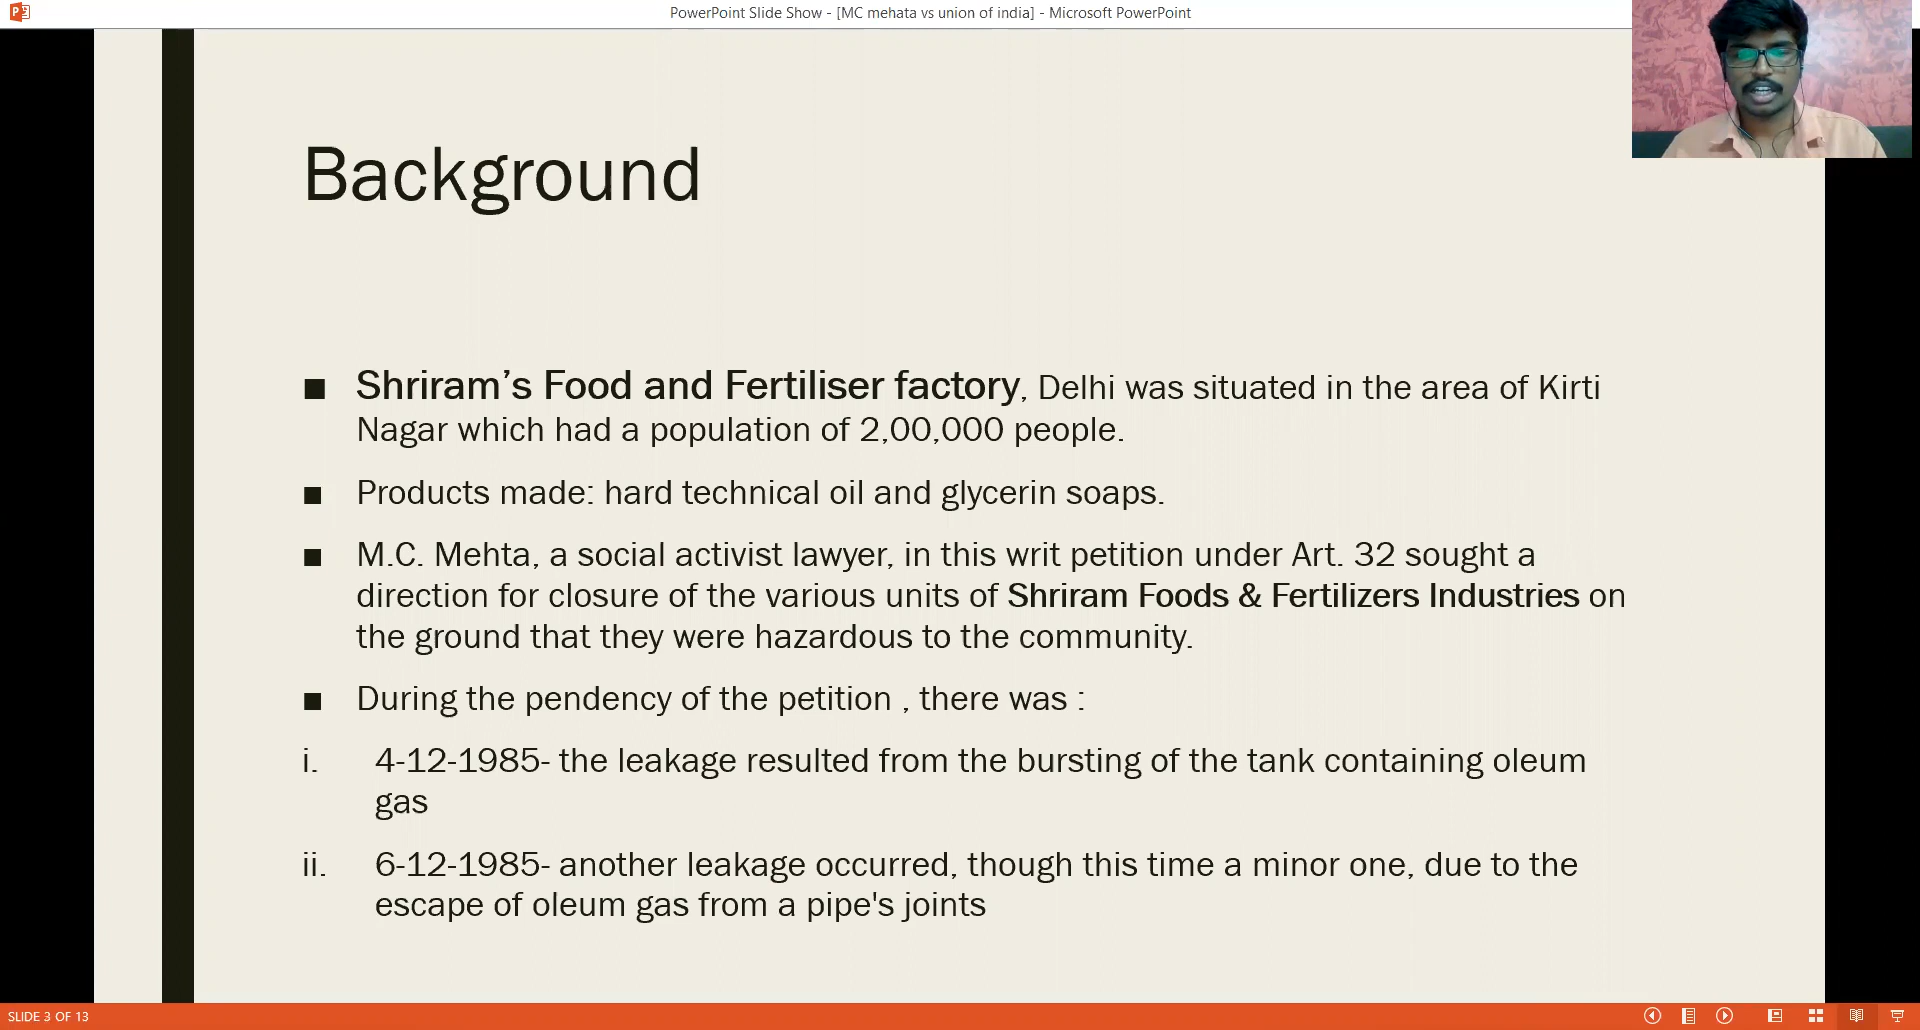 PowerPoint Slide Show - [MC mehata vs union of india] - Microsoft PowerPoint
Background
■ Shriram’s Food and Fertiliser factory, Delhi was situated in the area of Kirti
Nagar which had a population of 2,00,000 people.
■ Products made: hard technical oil and glycerin soaps.
■ M.C. Mehta, a social activist lawyer, in this writ petition under Art. 32 sought a
direction for closure of the various units of Shriram Foods & Fertilizers Industries on
the ground that they were hazardous to the community.
■ During the pendency of the petition , there was :
i. 4-12-1985- the leakage resulted from the bursting of the tank containing oleum
gas
ii. 6-12-1985- another leakage occurred, though this time a minor one, due to the
escape of oleum gas from a pipe's joints
SLIDE 3 OF 13